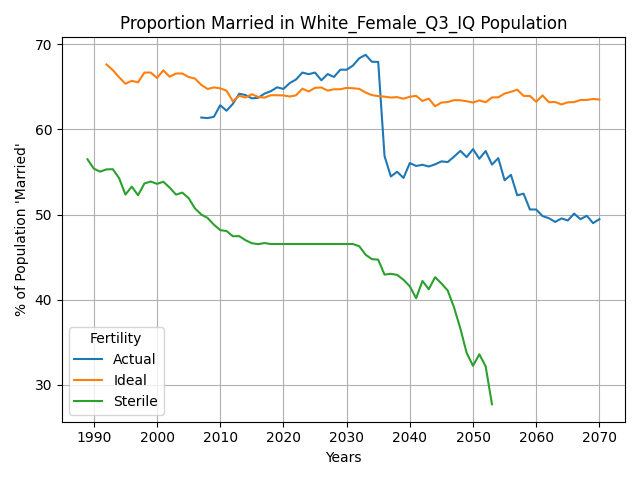 Proportion Married in White_Female_Q3_IQ Population
% of Population 'Married'
70
60
50
40
30
Fertility
Actual
Ideal
Sterile
1990 2000 2010 2020 2030 2040 2050 2060 2070
Years